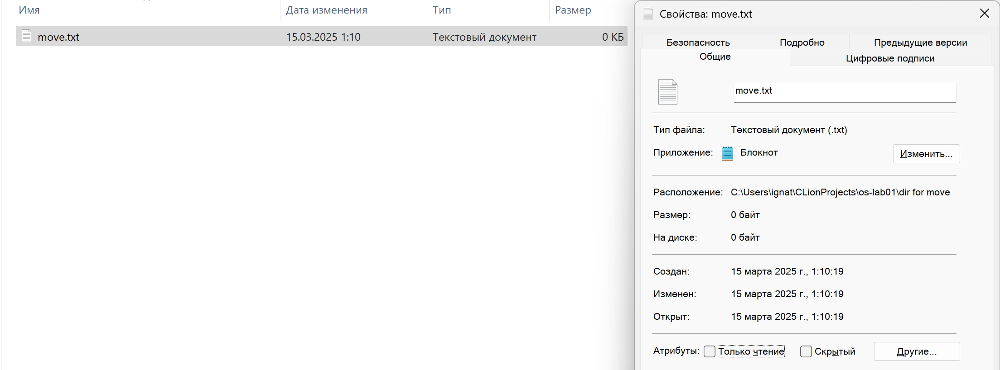 Имя Дата изменения Тип Размер
move.txt 15.03.2025 1:10 Текстовый документ 0 КБ
Свойства: move.txt
Безопасность Подробно Предыдущие версии
Общие Цифровые подписи
move.txt
Тип файла: Текстовый документ (.txt)
Приложение: Блокнот Изменить...
Расположение: C:\Users\ignat\CLionProjects\os-lab01\dir for move
Размер: 0 байт
На диске: 0 байт
Создан: 15 марта 2025 г., 1:10:19
Изменен: 15 марта 2025 г., 1:10:19
Открыт: 15 марта 2025 г., 1:10:19
Атрибуты: Только чтение Скрытый Другие...